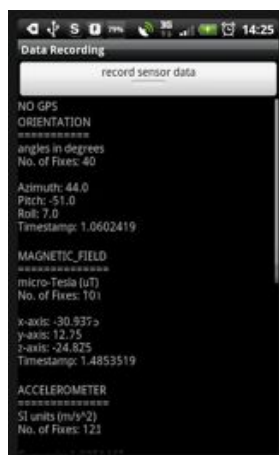 79% 3G 14:25
Data Recording
record sensor data
NO GPS
ORIENTATION
===========
angles in degrees
No. of Fixes: 40
Azimuth: 44.0
Pitch: -51.0
Roll: 7.0
Timestamp: 1.0602419
MAGNETIC_FIELD
==============
micro-Tesla (uT)
No. of Fixes: 101
x-axis: -30.9375
y-axis: 12.75
z-axis: -24.825
Timestamp: 1.4853519
ACCELEROMETER
==============
SI units (m/s^2)
No. of Fixes: 123